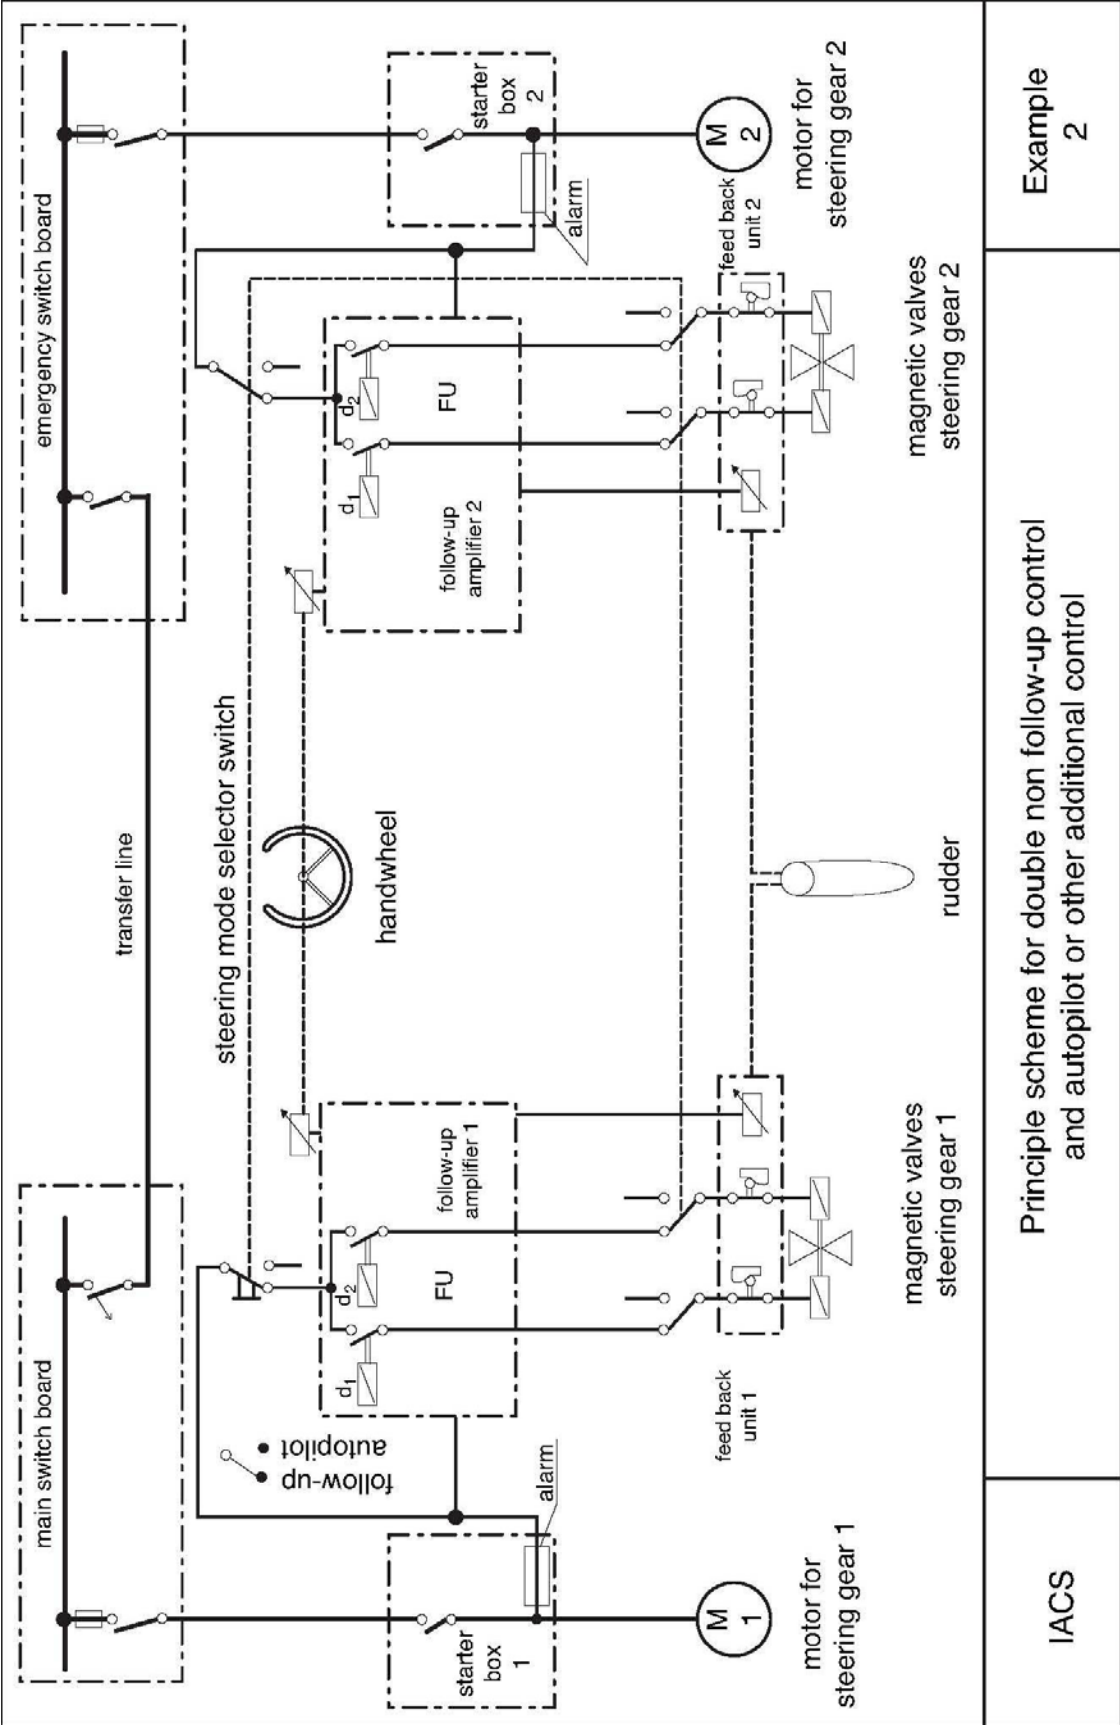 main switch board
transfer line
emergency switch board
steering mode selector switch
follow-up
autopilot
handwheel
starter
box
1
alarm
M
1
motor for
steering gear 1
d1
d2
FU
follow-up
amplifier 1
feed back
unit 1
magnetic valves
steering gear 1
rudder
follow-up
amplifier 2
d1
d2
FU
feed back
unit 2
magnetic valves
steering gear 2
starter
box
2
alarm
M
2
motor for
steering gear 2
IACS
Principle scheme for double non follow-up control
and autopilot or other additional control
Example
2